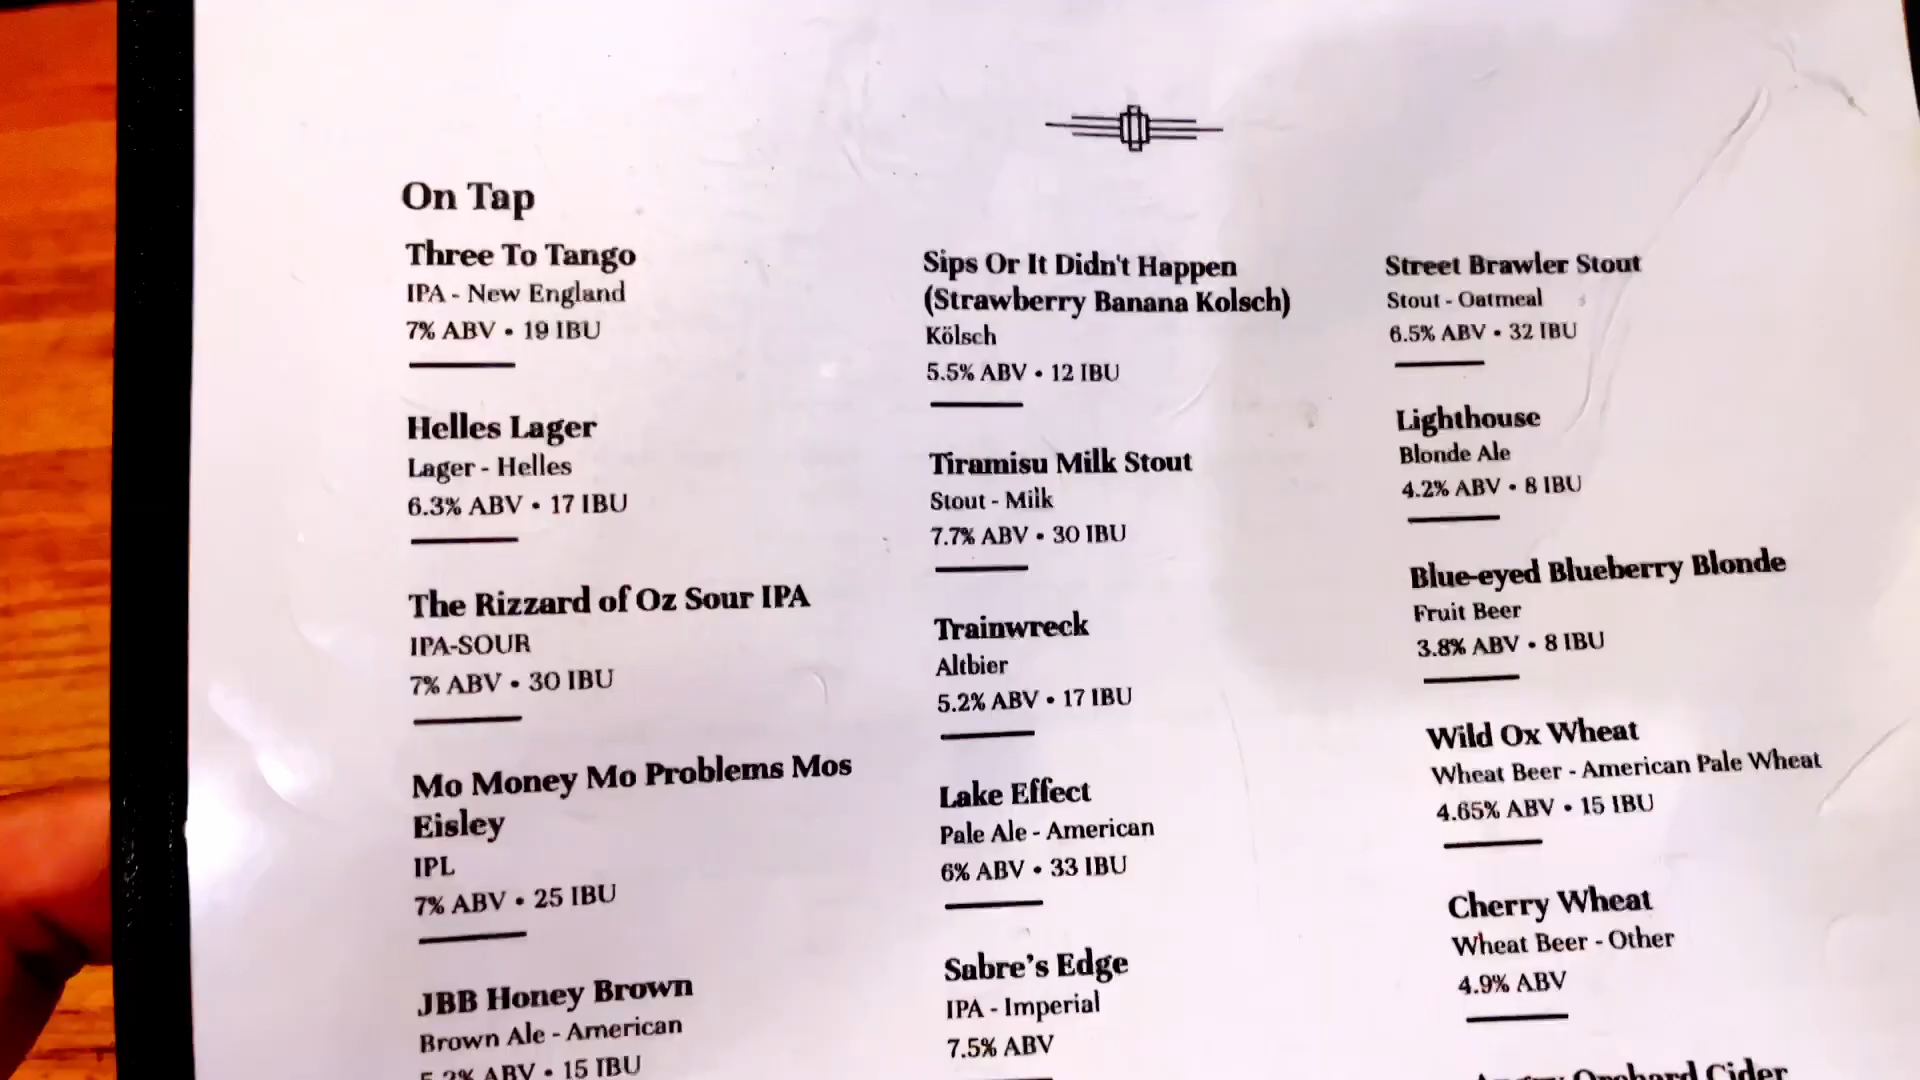 On Tap
Three To Tango
IPA - New England
7% ABV • 19 IBU
Helles Lager
Lager - Helles
6.3% ABV • 17 IBU
The Rizzard of Oz Sour IPA
IPA-SOUR
7% ABV • 30 IBU
Mo Money Mo Problems Mos
Eisley
IPL
7% ABV • 25 IBU
JBB Honey Brown
Brown Ale - American
ABV • 15 IBU
Sips Or It Didn't Happen
(Strawberry Banana Kolsch)
Kölsch
5.5% ABV • 12 IBU
Tiramisu Milk Stout
Stout - Milk
7.7% ABV • 30 IBU
Trainwreck
Altbier
5.2% ABV • 17 IBU
Lake Effect
Pale Ale - American
6% ABV • 33 IBU
Sabre's Edge
IPA - Imperial
7.5% ABV
Street Brawler Stout
Stout - Oatmeal
6.5% ABV • 32 IBU
Lighthouse
Blonde Ale
4.2% ABV • 8 IBU
Blue-eyed Blueberry Blonde
Fruit Beer
3.8% ABV • 8 IBU
Wild Ox Wheat
Wheat Beer - American Pale Wheat
4.65% ABV • 15 IBU
Cherry Wheat
Wheat Beer - Other
4.9% ABV
Angry Orchard Cider